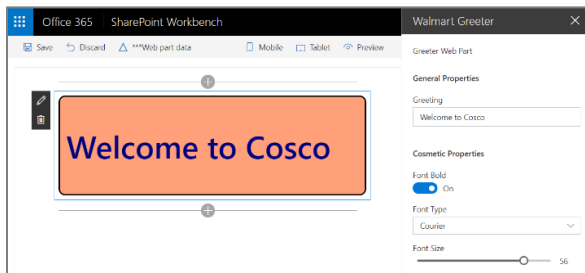 Office 365 SharePoint Workbench
Save Discard ***Web part data Mobile Tablet Preview
Welcome to Cosco
Walmart Greeter
Greeter Web Part
General Properties
Greeting
Welcome to Cosco
Cosmetic Properties
Font Bold
On
Font Type
Courier
Font Size
56